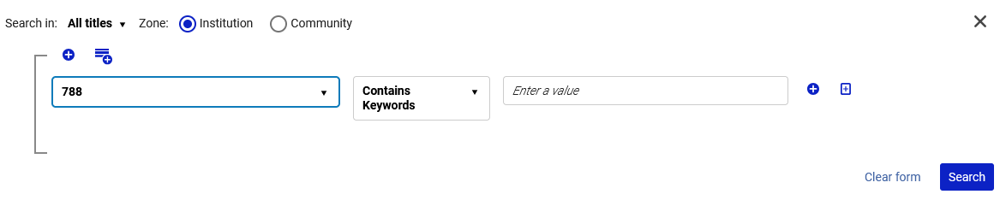 Search in: All titles Zone: Institution Community
788 Contains Keywords Enter a value
Clear form Search